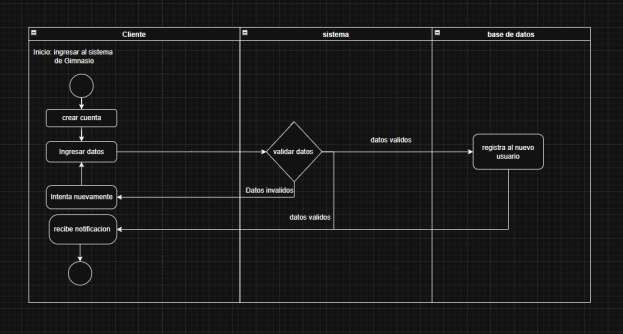 Cliente
sistema
base de datos
Inicio: ingresar al sistema
de Gimnasio
crear cuenta
Ingresar datos
validar datos
datos validos
registra al nuevo
usuario
Intenta nuevamente
Datos invalidos
datos validos
recibe notificacion